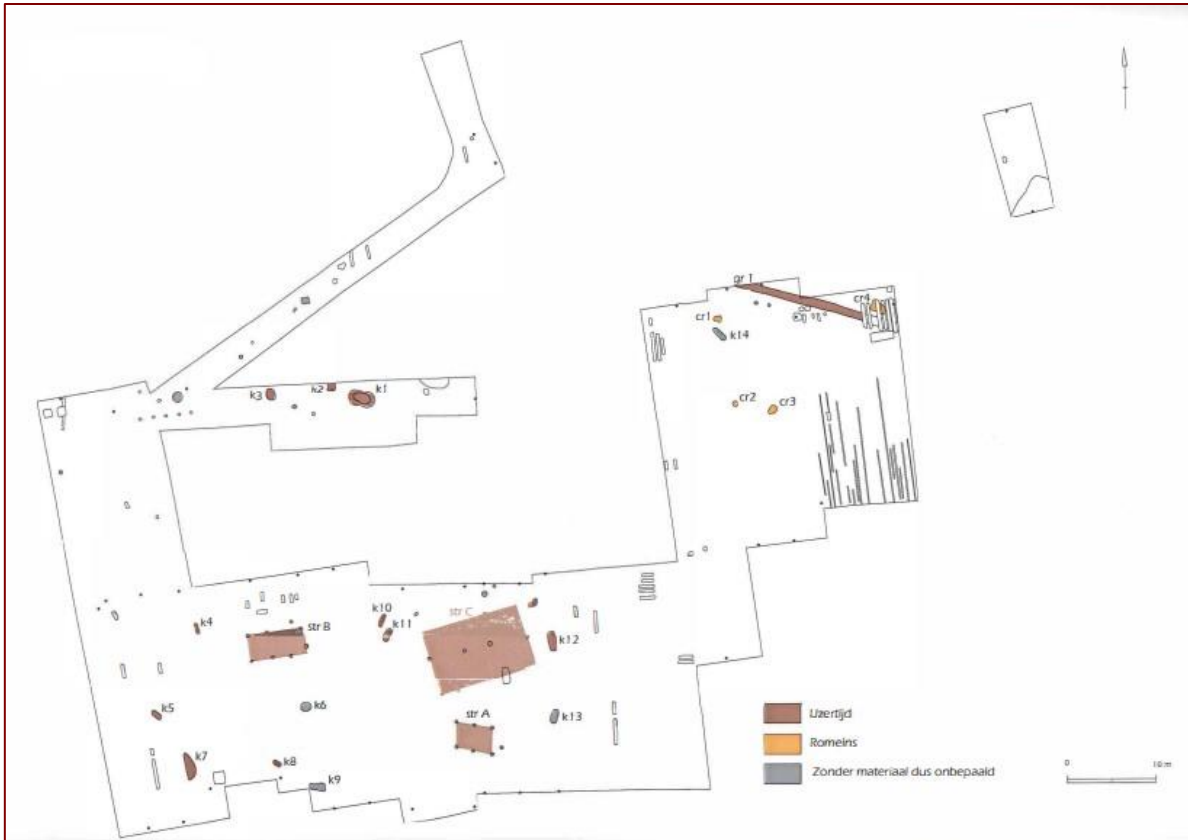 gr 1
cr4
cr1
k14
k3
k2
k1
cr2
cr3
k10
k4
str B
k11
str C
k12
k5
k6
str A
k13
k7
k8
k9
IJzertijd
Romeins
Zonder materiaal dus onbepaald
0
10 m